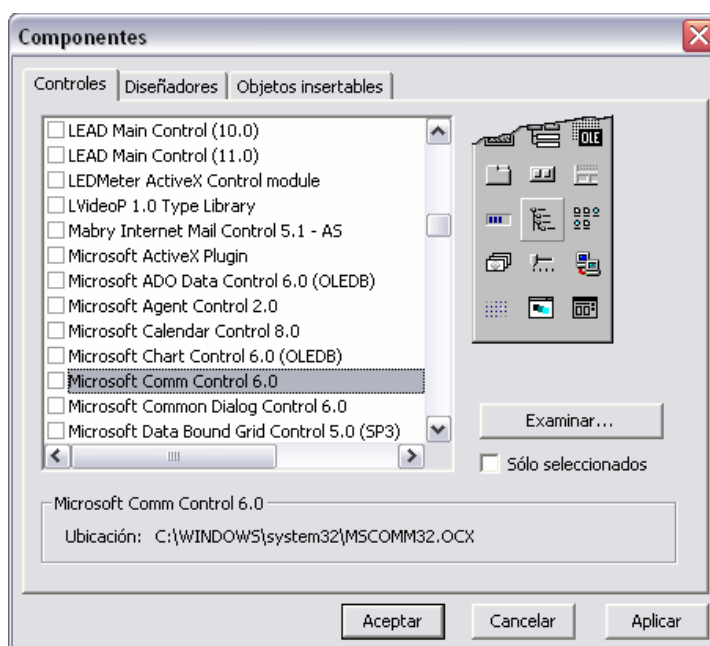 Componentes
Controles
Diseñadores
Objetos insertables
LEAD Main Control (10.0)
LEAD Main Control (11.0)
LEDMeter ActiveX Control module
LVideoP 1.0 Type Library
Mabry Internet Mail Control 5.1 - AS
Microsoft ActiveX Plugin
Microsoft ADO Data Control 6.0 (OLEDB)
Microsoft Agent Control 2.0
Microsoft Calendar Control 8.0
Microsoft Chart Control 6.0 (OLEDB)
Microsoft Comm Control 6.0
Microsoft Common Dialog Control 6.0
Microsoft Data Bound Grid Control 5.0 (SP3)
OLE
Examinar...
Sólo seleccionados
Microsoft Comm Control 6.0
Ubicación: C:\WINDOWS\system32\MSCOMM32.OCX
Aceptar
Cancelar
Aplicar